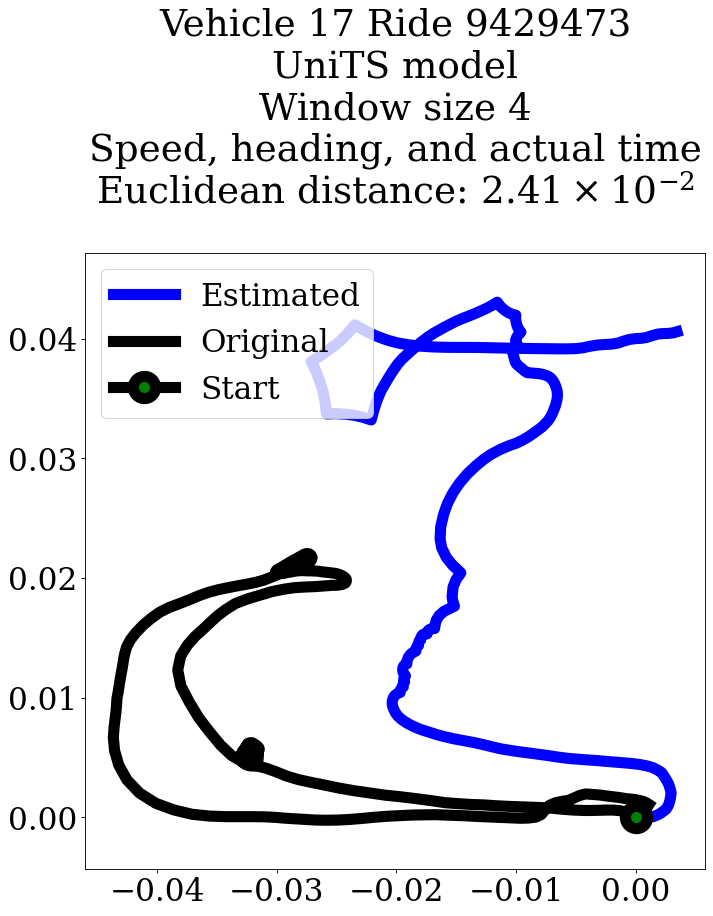 Vehicle 17 Ride 9429473
UniTS model
Window size 4
Speed, heading, and actual time
Euclidean distance: 2.41 × 10⁻²
Estimated
Original
Start
0.04
0.03
0.02
0.01
0.00
−0.04 −0.03 −0.02 −0.01 0.00